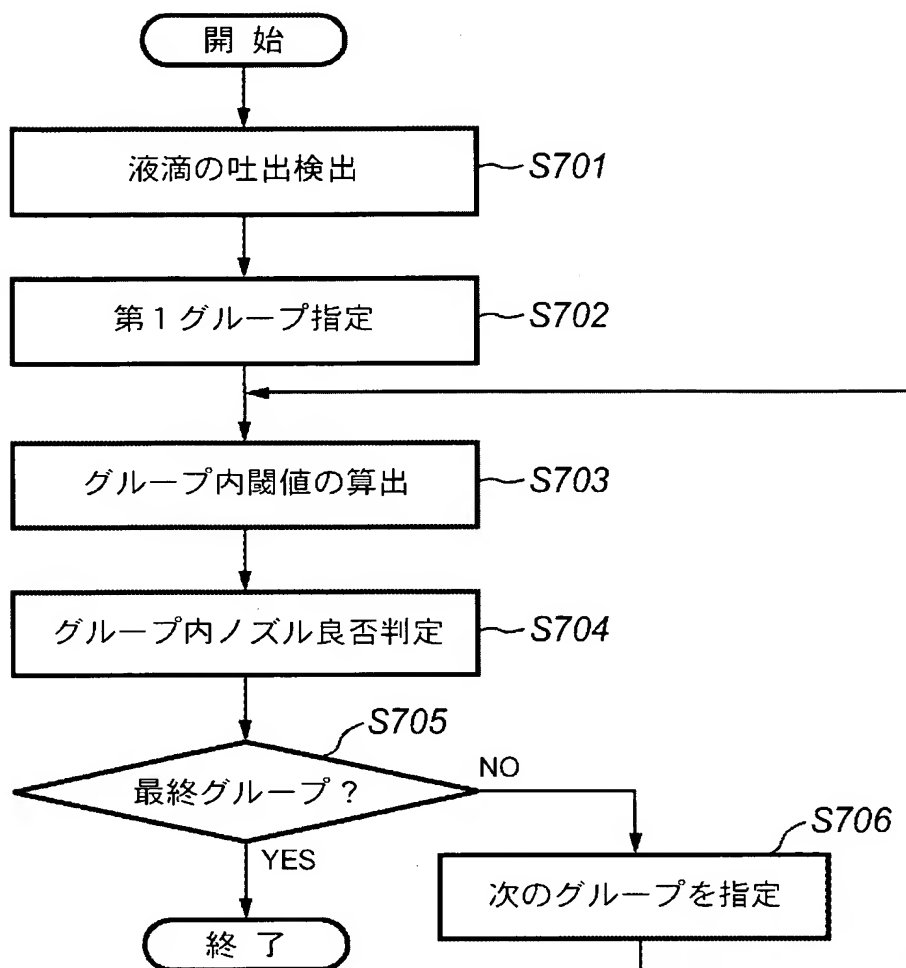 開 始
液滴の吐出検出
S701
第１グループ指定
S702
グループ内閾値の算出
S703
グループ内ノズル良否判定
S704
S705
最終グループ？
NO
YES
S706
次のグループを指定
終 了